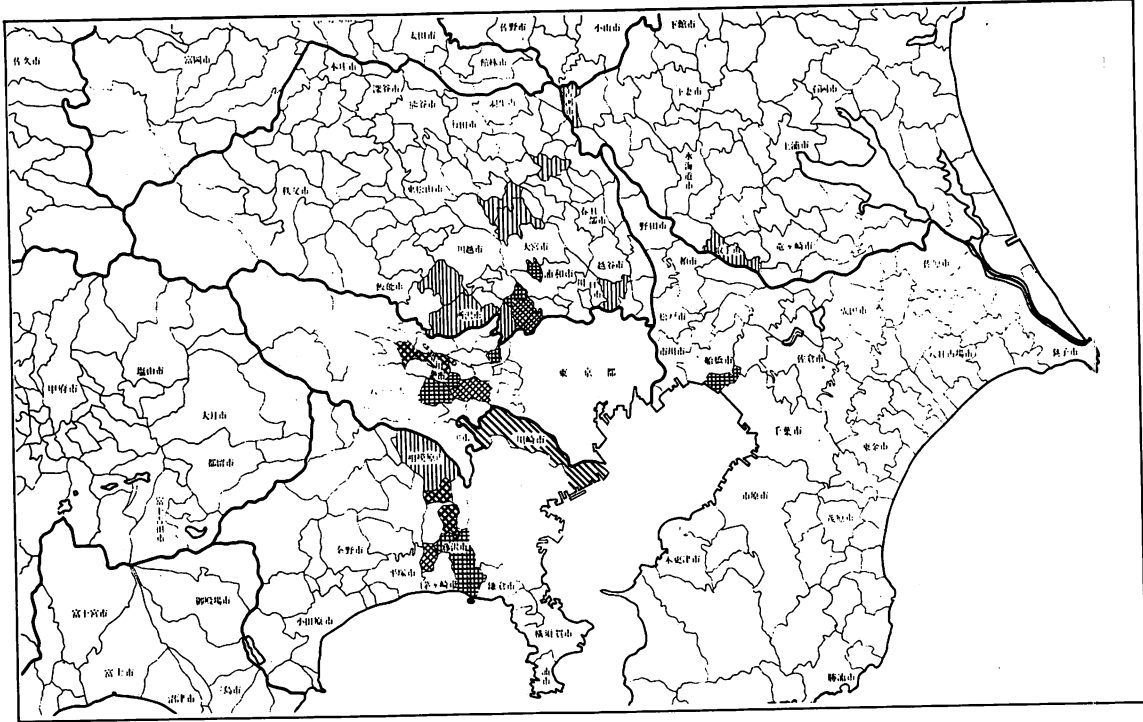 佐久市
富岡市
本庄市
深谷市
熊谷市
行田市
太田市
館林市
佐野市
小山市
下館市
下妻市
石岡市
土浦市
水海道市
秩父市
東松山市
春日部市
野田市
川越市
大宮市
浦和市
越谷市
川口市
飯能市
所沢市
取手市
竜ヶ崎市
柏市
松戸市
市川市
船橋市
佐倉市
佐原市
成田市
八日市場市
銚子市
東京都
千葉市
東金市
甲府市
塩山市
大月市
都留市
富士吉田市
相模原市
川崎市
市原市
茂原市
木更津市
秦野市
藤沢市
平塚市
茅ヶ崎市
鎌倉市
小田原市
横須賀市
富士宮市
御殿場市
富士市
沼津市
三島市
勝浦市